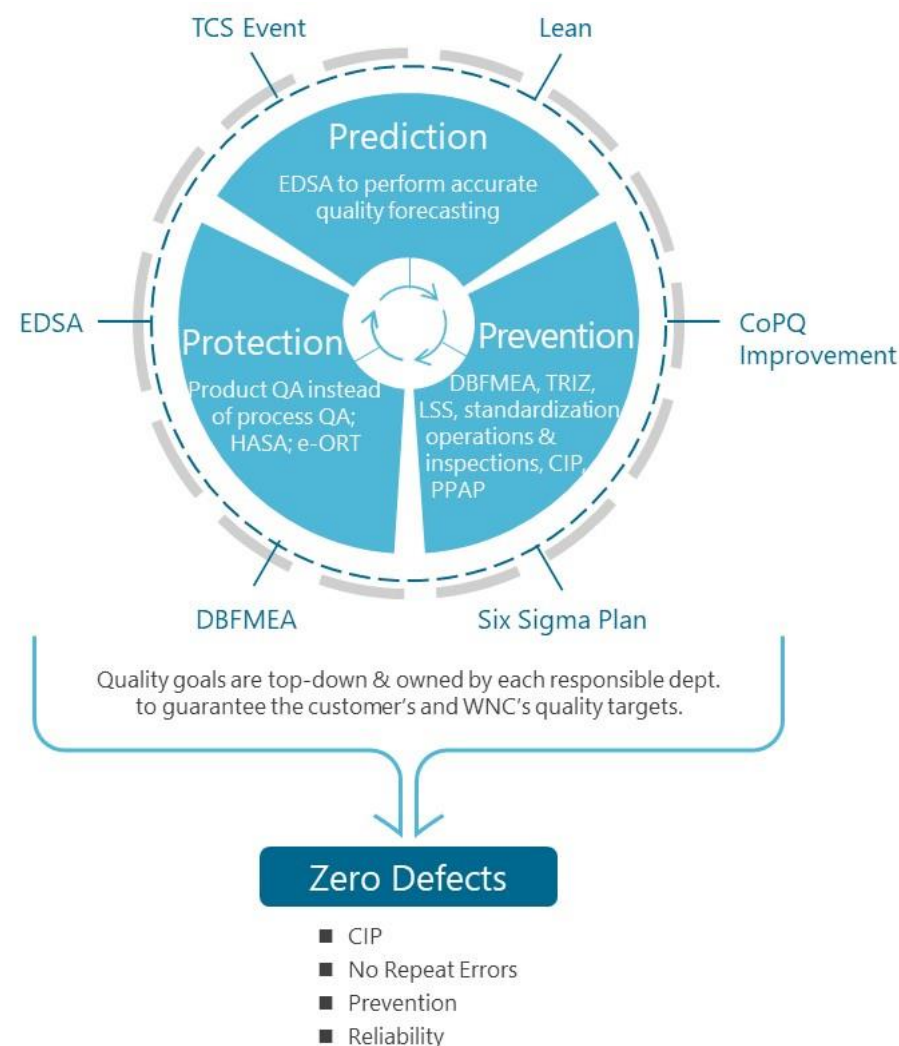 TCS Event
Lean
Prediction
EDSA to perform accurate
quality forecasting
EDSA
Protection
Product QA instead
of process QA;
HASA; e-ORT
Prevention
DBFMEA, TRIZ,
LSS, standardization
operations &
inspections, CIP,
PPAP
CoPQ
Improvement
DBFMEA
Six Sigma Plan
Quality goals are top-down & owned by each responsible dept.
to guarantee the customer's and WNC's quality targets.
Zero Defects
■ CIP
■ No Repeat Errors
■ Prevention
■ Reliability